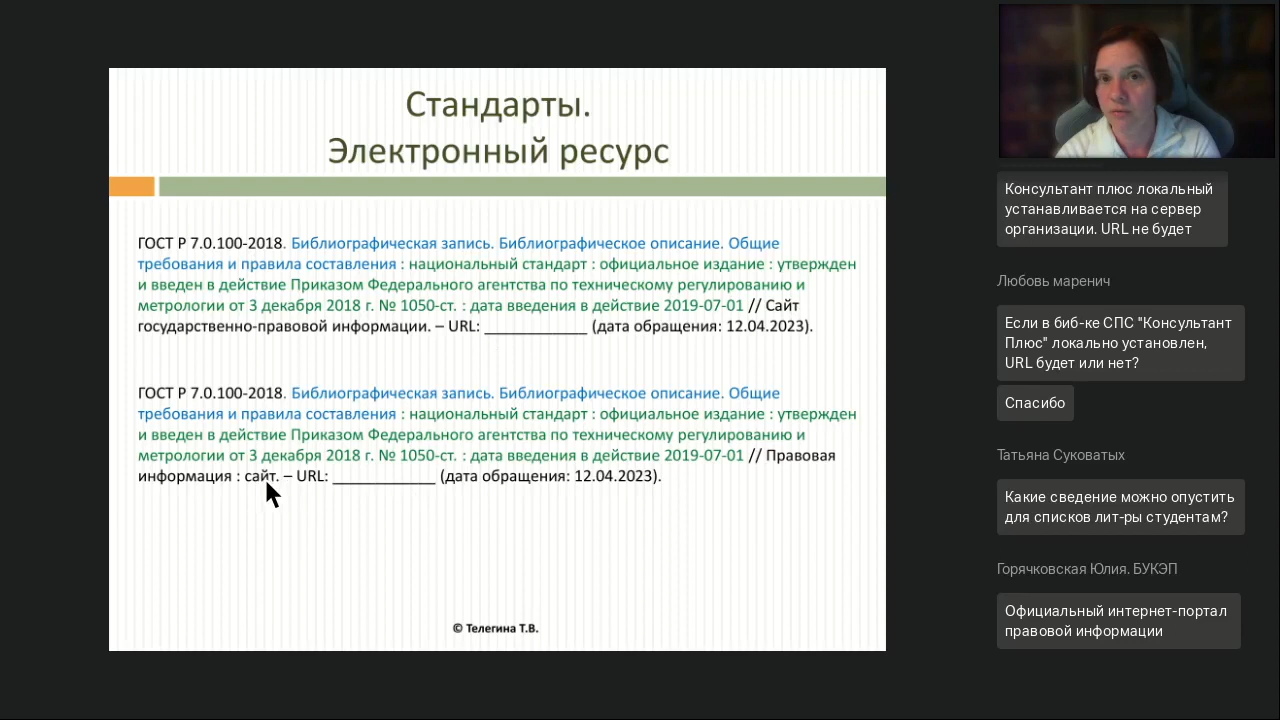 Стандарты.
Электронный ресурс
ГОСТ Р 7.0.100-2018. Библиографическая запись. Библиографическое описание. Общие
требования и правила составления : национальный стандарт : официальное издание : утвержден
и введен в действие Приказом Федерального агентства по техническому регулированию и
метрологии от 3 декабря 2018 г. № 1050-ст. : дата введения в действие 2019-07-01 // Сайт
государственно-правовой информации. – URL: _____________ (дата обращения: 12.04.2023).
ГОСТ Р 7.0.100-2018. Библиографическая запись. Библиографическое описание. Общие
требования и правила составления : национальный стандарт : официальное издание : утвержден
и введен в действие Приказом Федерального агентства по техническому регулированию и
метрологии от 3 декабря 2018 г. № 1050-ст. : дата введения в действие 2019-07-01 // Правовая
информация : сайт. – URL: _____________ (дата обращения: 12.04.2023).
© Телегина Т.В.
Консультант плюс локальный
устанавливается на сервер
организации. URL не будет
Любовь маренич
Если в биб-ке СПС "Консультант
Плюс" локально установлен,
URL будет или нет?
Спасибо
Татьяна Суковатых
Какие сведение можно опустить
для списков лит-ры студентам?
Горячковская Юлия. БУКЭП
Официальный интернет-портал
правовой информации